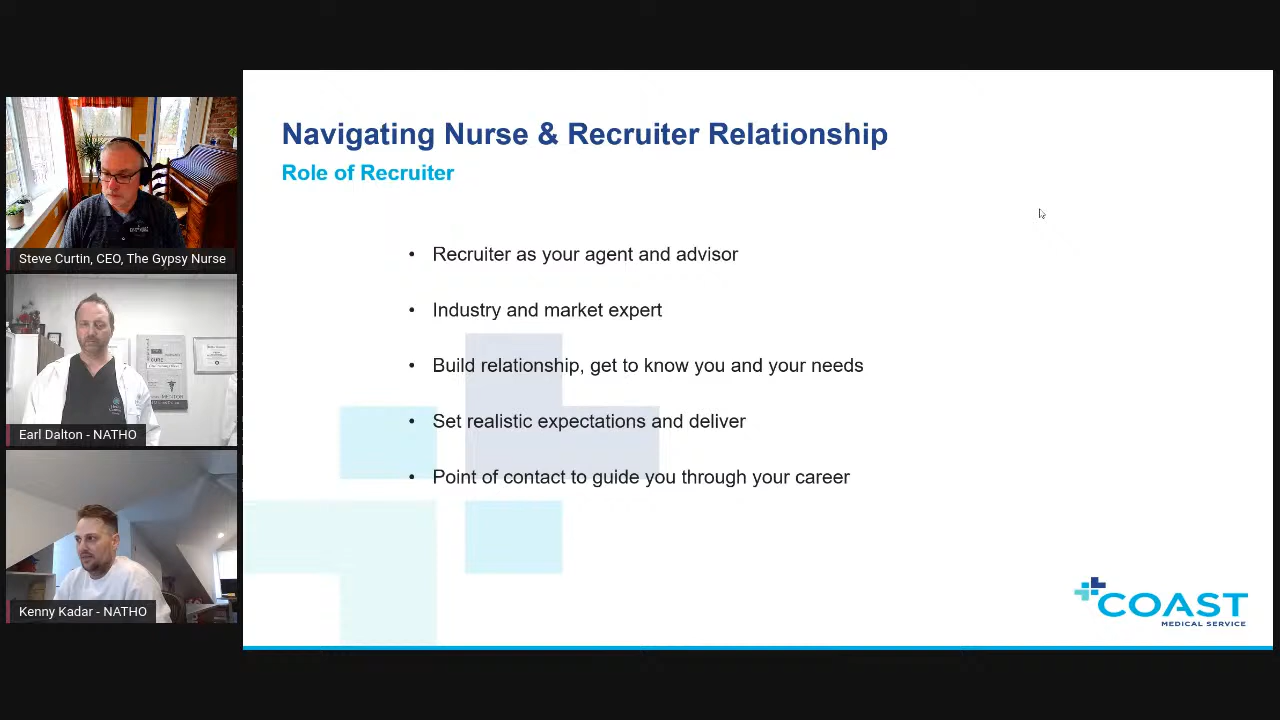 Navigating Nurse & Recruiter Relationship
Role of Recruiter
• Recruiter as your agent and advisor
• Industry and market expert
• Build relationship, get to know you and your needs
• Set realistic expectations and deliver
• Point of contact to guide you through your career
COAST
MEDICAL SERVICE
Steve Curtin, CEO, The Gypsy Nurse
Earl Dalton - NATHO
Kenny Kadar - NATHO